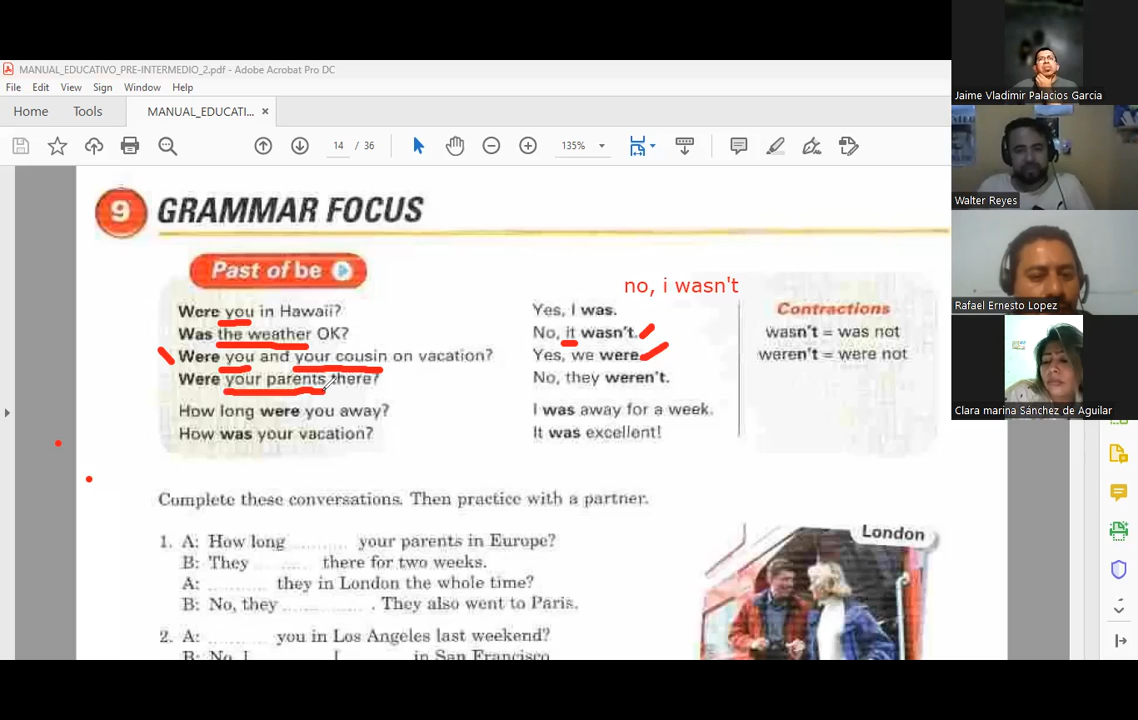 MANUAL_EDUCATIVO_PRE-INTERMEDIO_2.pdf - Adobe Acrobat Pro DC
File Edit View Sign Window Help
Home Tools MANUAL_EDUCATI... ×
14 / 36 135%
9 GRAMMAR FOCUS
Past of be
no, i wasn't
Were you in Hawaii? Yes, I was.
Was the weather OK? No, it wasn't.
Were you and your cousin on vacation? Yes, we were.
Were your parents there? No, they weren't.
How long were you away? I was away for a week.
How was your vacation? It was excellent!
Contractions
wasn't = was not
weren't = were not
Complete these conversations. Then practice with a partner.
1. A: How long .......... your parents in Europe?
B: They .......... there for two weeks.
A: .......... they in London the whole time?
B: No, they .............. . They also went to Paris.
2. A: .......... you in Los Angeles last weekend?
B: No, I .......... I .......... in San Francisco
London
Jaime Vladimir Palacios Garcia
Walter Reyes
Rafael Ernesto Lopez
Clara marina Sánchez de Aguilar